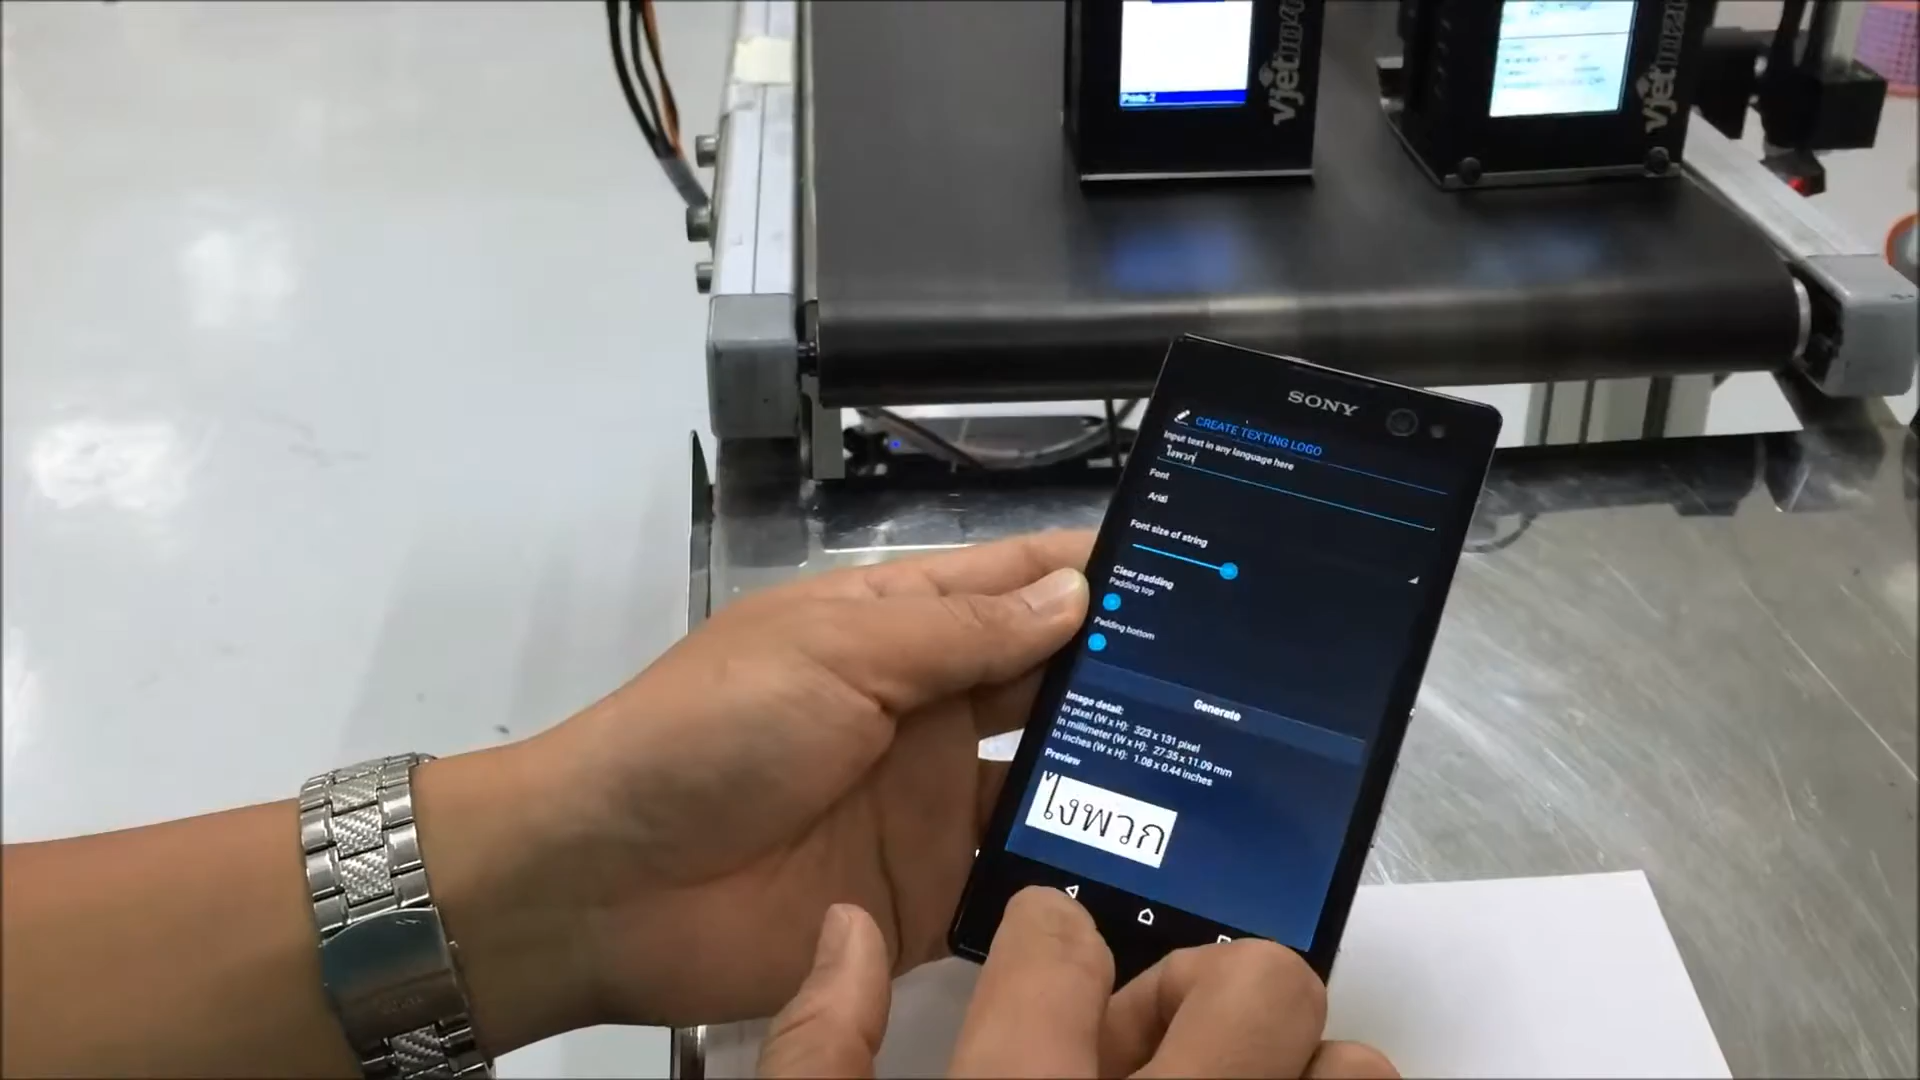 Prints: 2
vjet
vjet
SONY
CREATE TEXTING LOGO
Input text in any language here
ไงพวก
Font
Arial
Font size of string
Clear padding
Padding top
Padding bottom
Generate
Image detail:
In pixel (W x H): 323 x 131 pixel
In millimeter (W x H): 27.35 x 11.09 mm
In inches (W x H): 1.08 x 0.44 inches
Preview
ไงพวก